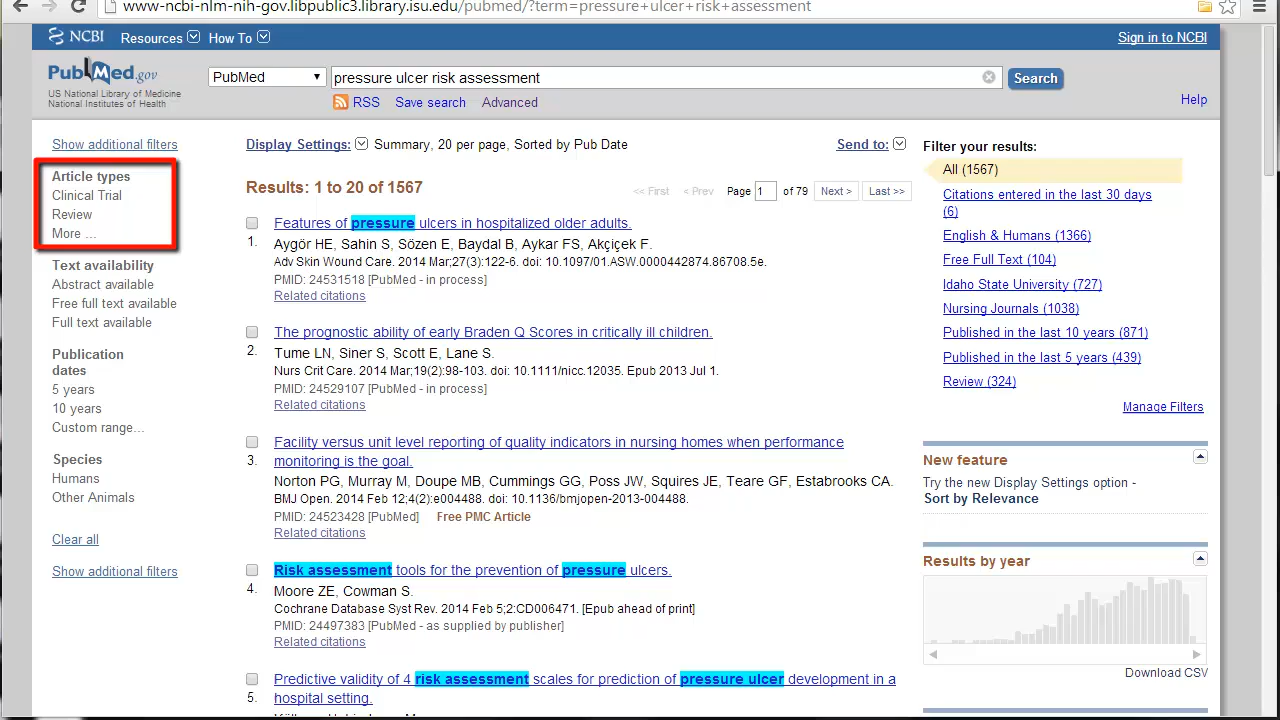 www-ncbi-nlm-nih-gov.libpublic3.library.isu.edu/pubmed/?term=pressure+ulcer+risk+assessment
NCBI Resources How To Sign in to NCBI
PubMed.gov
US National Library of Medicine
National Institutes of Health
PubMed pressure ulcer risk assessment Search
RSS Save search Advanced Help
Show additional filters
Article types
Clinical Trial
Review
More ...
Text availability
Abstract available
Free full text available
Full text available
Publication
dates
5 years
10 years
Custom range...
Species
Humans
Other Animals
Clear all
Show additional filters
Display Settings: Summary, 20 per page, Sorted by Pub Date Send to:
Results: 1 to 20 of 1567
<< First < Prev Page 1 of 79 Next > Last >>
Features of pressure ulcers in hospitalized older adults.
1. Aygör HE, Sahin S, Sözen E, Baydal B, Aykar FS, Akçiçek F.
Adv Skin Wound Care. 2014 Mar;27(3):122-6. doi: 10.1097/01.ASW.0000442874.86708.5e.
PMID: 24531518 [PubMed - in process]
Related citations
The prognostic ability of early Braden Q Scores in critically ill children.
2. Tume LN, Siner S, Scott E, Lane S.
Nurs Crit Care. 2014 Mar;19(2):98-103. doi: 10.1111/nicc.12035. Epub 2013 Jul 1.
PMID: 24529107 [PubMed - in process]
Related citations
Facility versus unit level reporting of quality indicators in nursing homes when performance
3. monitoring is the goal.
Norton PG, Murray M, Doupe MB, Cummings GG, Poss JW, Squires JE, Teare GF, Estabrooks CA.
BMJ Open. 2014 Feb 12;4(2):e004488. doi: 10.1136/bmjopen-2013-004488.
PMID: 24523428 [PubMed] Free PMC Article
Related citations
Risk assessment tools for the prevention of pressure ulcers.
4. Moore ZE, Cowman S.
Cochrane Database Syst Rev. 2014 Feb 5;2:CD006471. [Epub ahead of print]
PMID: 24497383 [PubMed - as supplied by publisher]
Related citations
Predictive validity of 4 risk assessment scales for prediction of pressure ulcer development in a
5. hospital setting.
Filter your results:
All (1567)
Citations entered in the last 30 days
(6)
English & Humans (1366)
Free Full Text (104)
Idaho State University (727)
Nursing Journals (1038)
Published in the last 10 years (871)
Published in the last 5 years (439)
Review (324)
Manage Filters
New feature
Try the new Display Settings option -
Sort by Relevance
Results by year
Download CSV